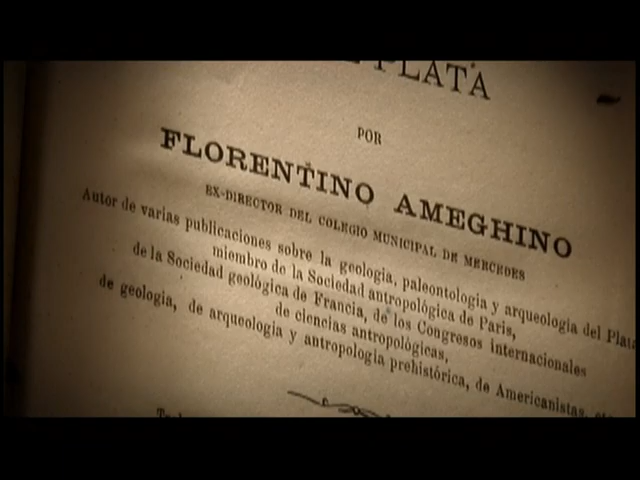 PLATA
POR
FLORENTINO AMEGHINO
EX-DIRECTOR DEL COLEGIO MUNICIPAL DE MERCEDES
Autor de varias publicaciones sobre la geologia, paleontologia y arqueologia del Plata
miembro de la Sociedad antropológica de Paris,
de la Sociedad geológica de Francia, de los Congresos internacionales
de ciencias antropológicas,
de geologia, de arqueologia y antropologia prehistórica, de Americanistas,